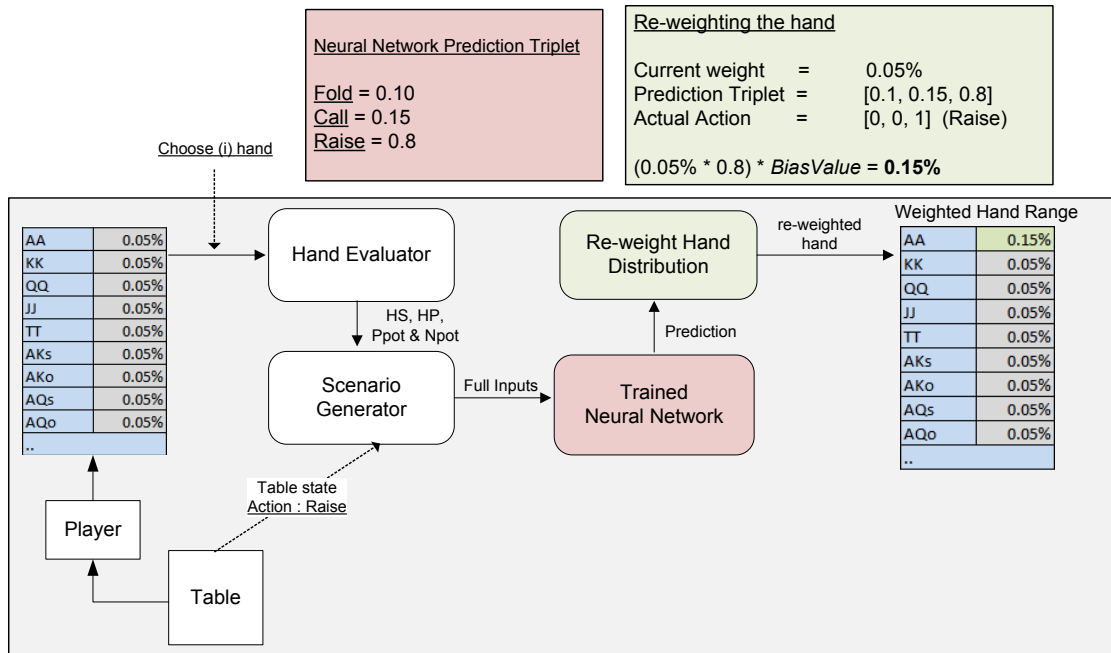 Neural Network Prediction Triplet
Fold = 0.10
Call = 0.15
Raise = 0.8
Re-weighting the hand
Current weight = 0.05%
Prediction Triplet = [0.1, 0.15, 0.8]
Actual Action = [0, 0, 1] (Raise)
(0.05% * 0.8) * BiasValue = 0.15%
Choose (i) hand
AA 0.05%
KK 0.05%
QQ 0.05%
JJ 0.05%
TT 0.05%
AKs 0.05%
AKo 0.05%
AQs 0.05%
AQo 0.05%
..
Hand Evaluator
HS, HP,
Ppot & Npot
Scenario
Generator
Full Inputs
Trained
Neural Network
Prediction
Re-weight Hand
Distribution
re-weighted
hand
Weighted Hand Range
AA 0.15%
KK 0.05%
QQ 0.05%
JJ 0.05%
TT 0.05%
AKs 0.05%
AKo 0.05%
AQs 0.05%
AQo 0.05%
..
Table state
Action : Raise
Player
Table